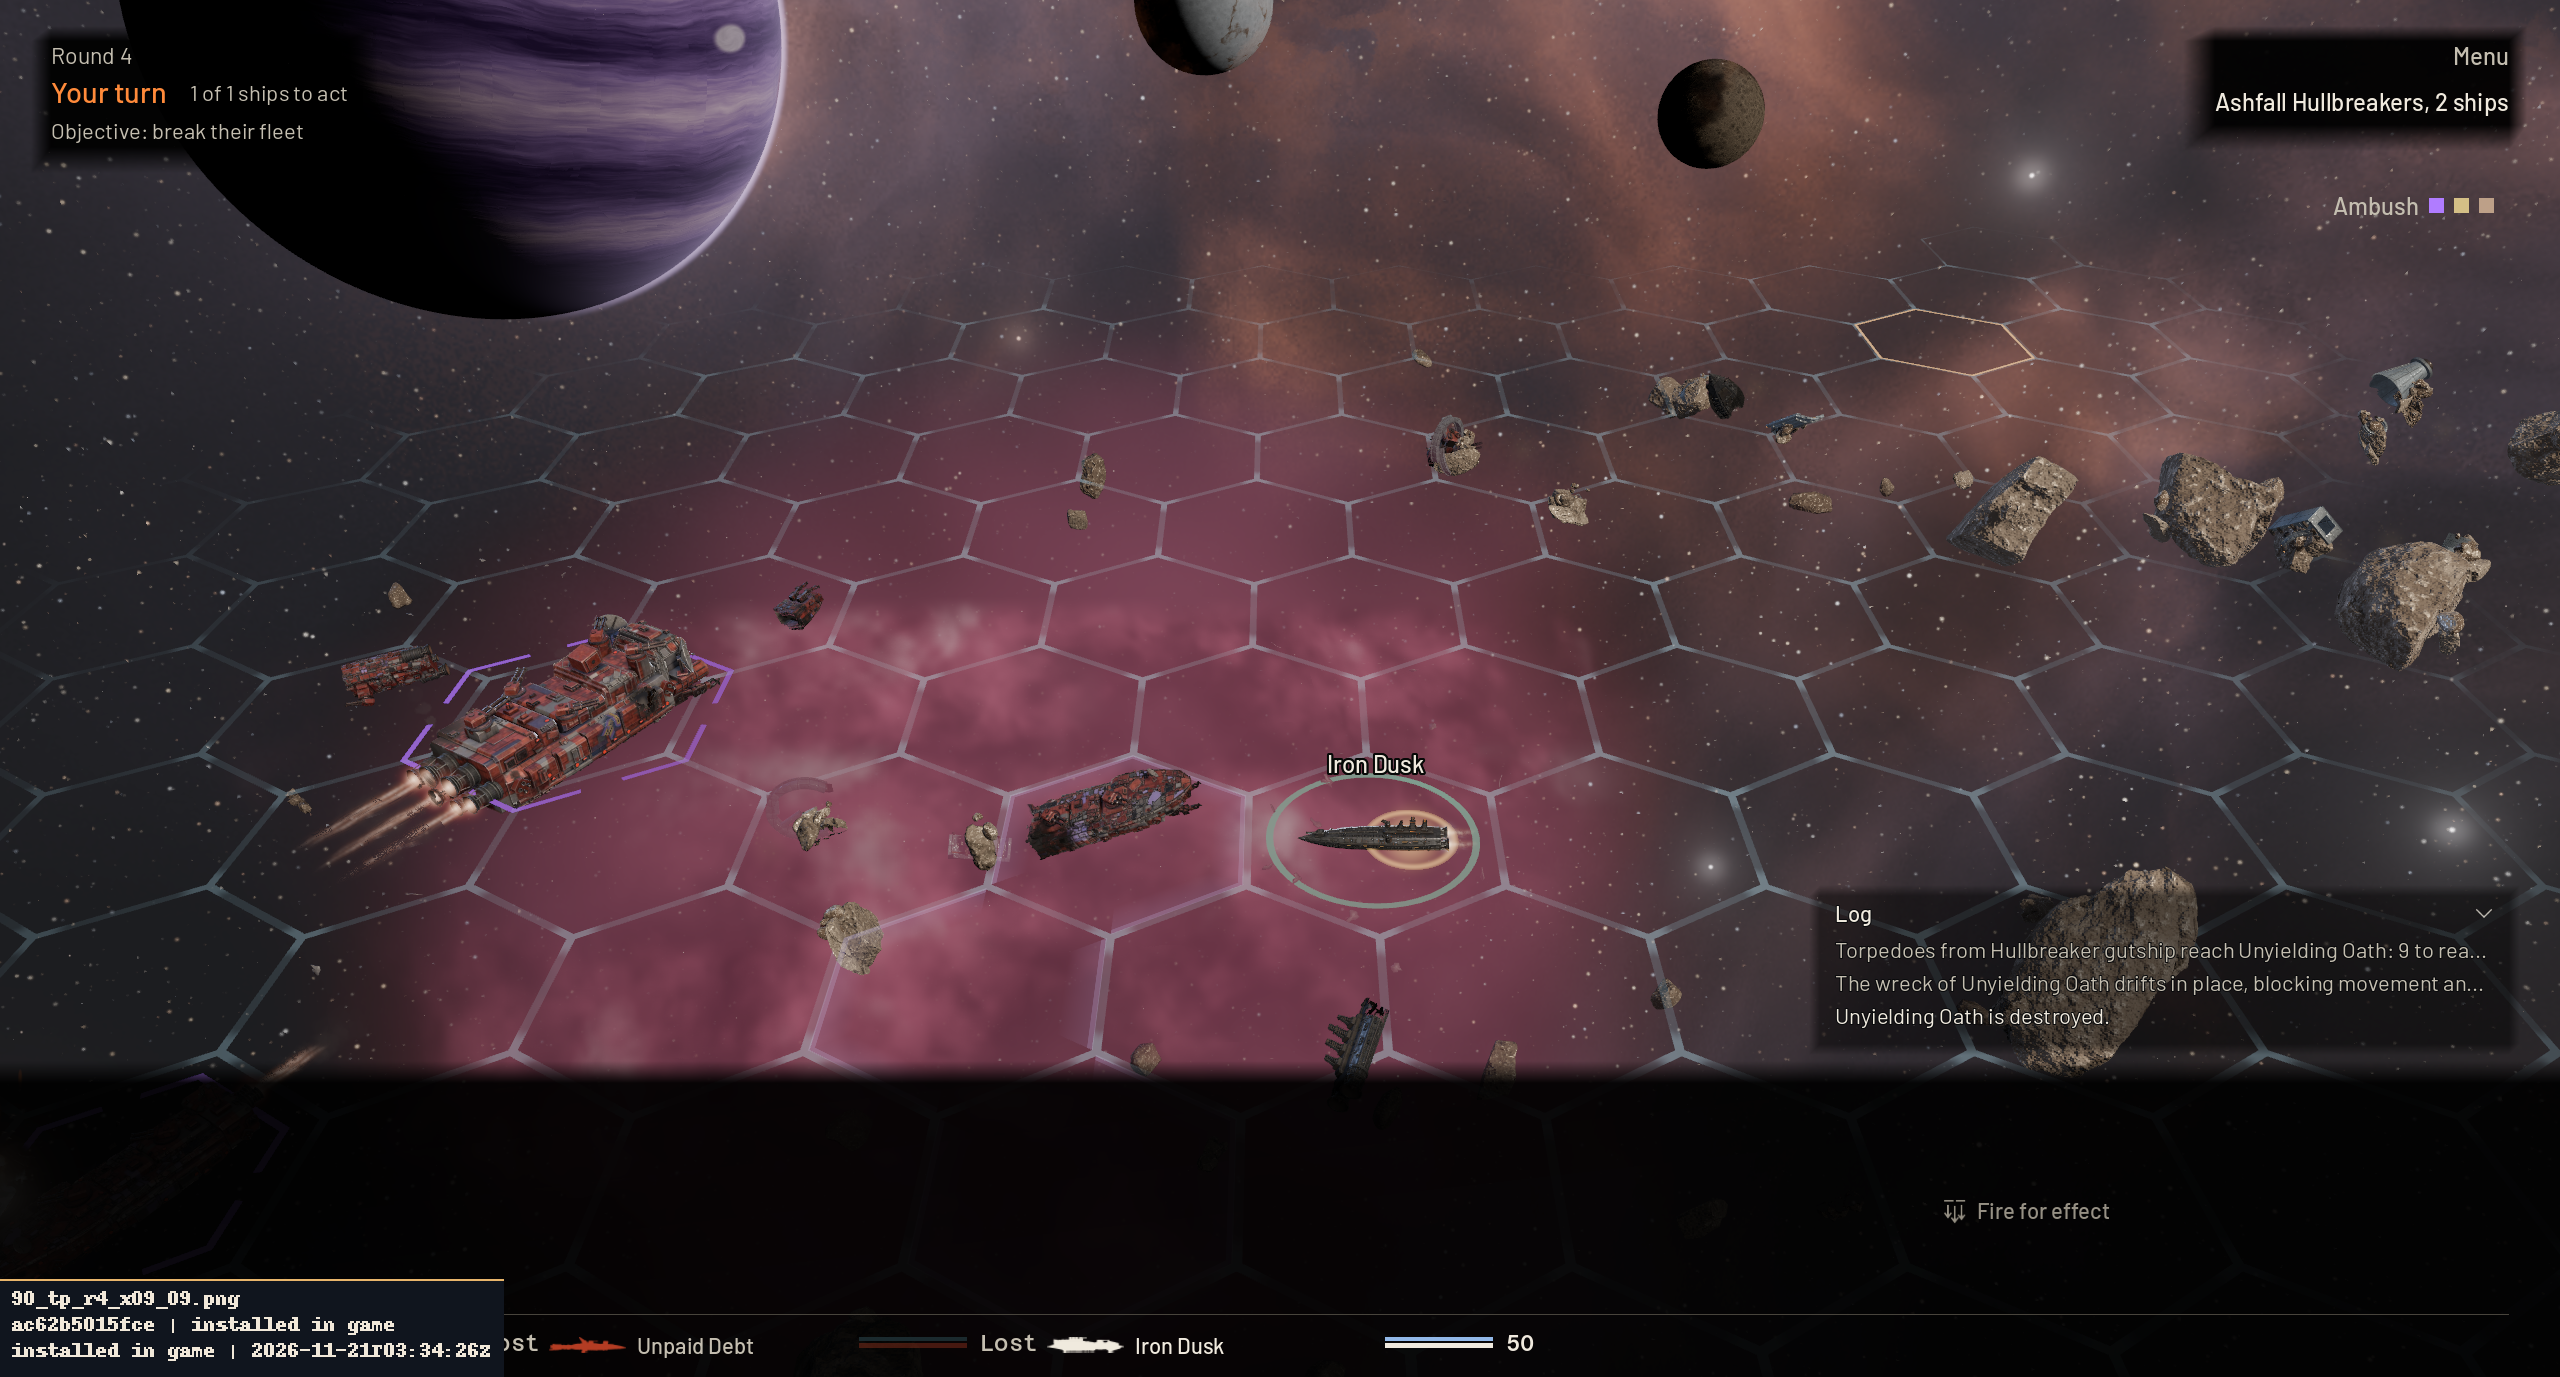 Round 4
Your turn 1 of 1 ships to act
Objective: break their fleet
Menu
Ashfall Hullbreakers, 2 ships
Ambush
Iron Dusk
Log
Torpedoes from Hullbreaker gutship reach Unyielding Oath: 9 to rea...
The wreck of Unyielding Oath drifts in place, blocking movement an...
Unyielding Oath is destroyed.
Fire for effect
90_tp_r4_x09_09.png
ac62b5015fce | installed in game
installed in game | 2026-11-21T03:34:26Z
ost Unpaid Debt Lost Iron Dusk 50